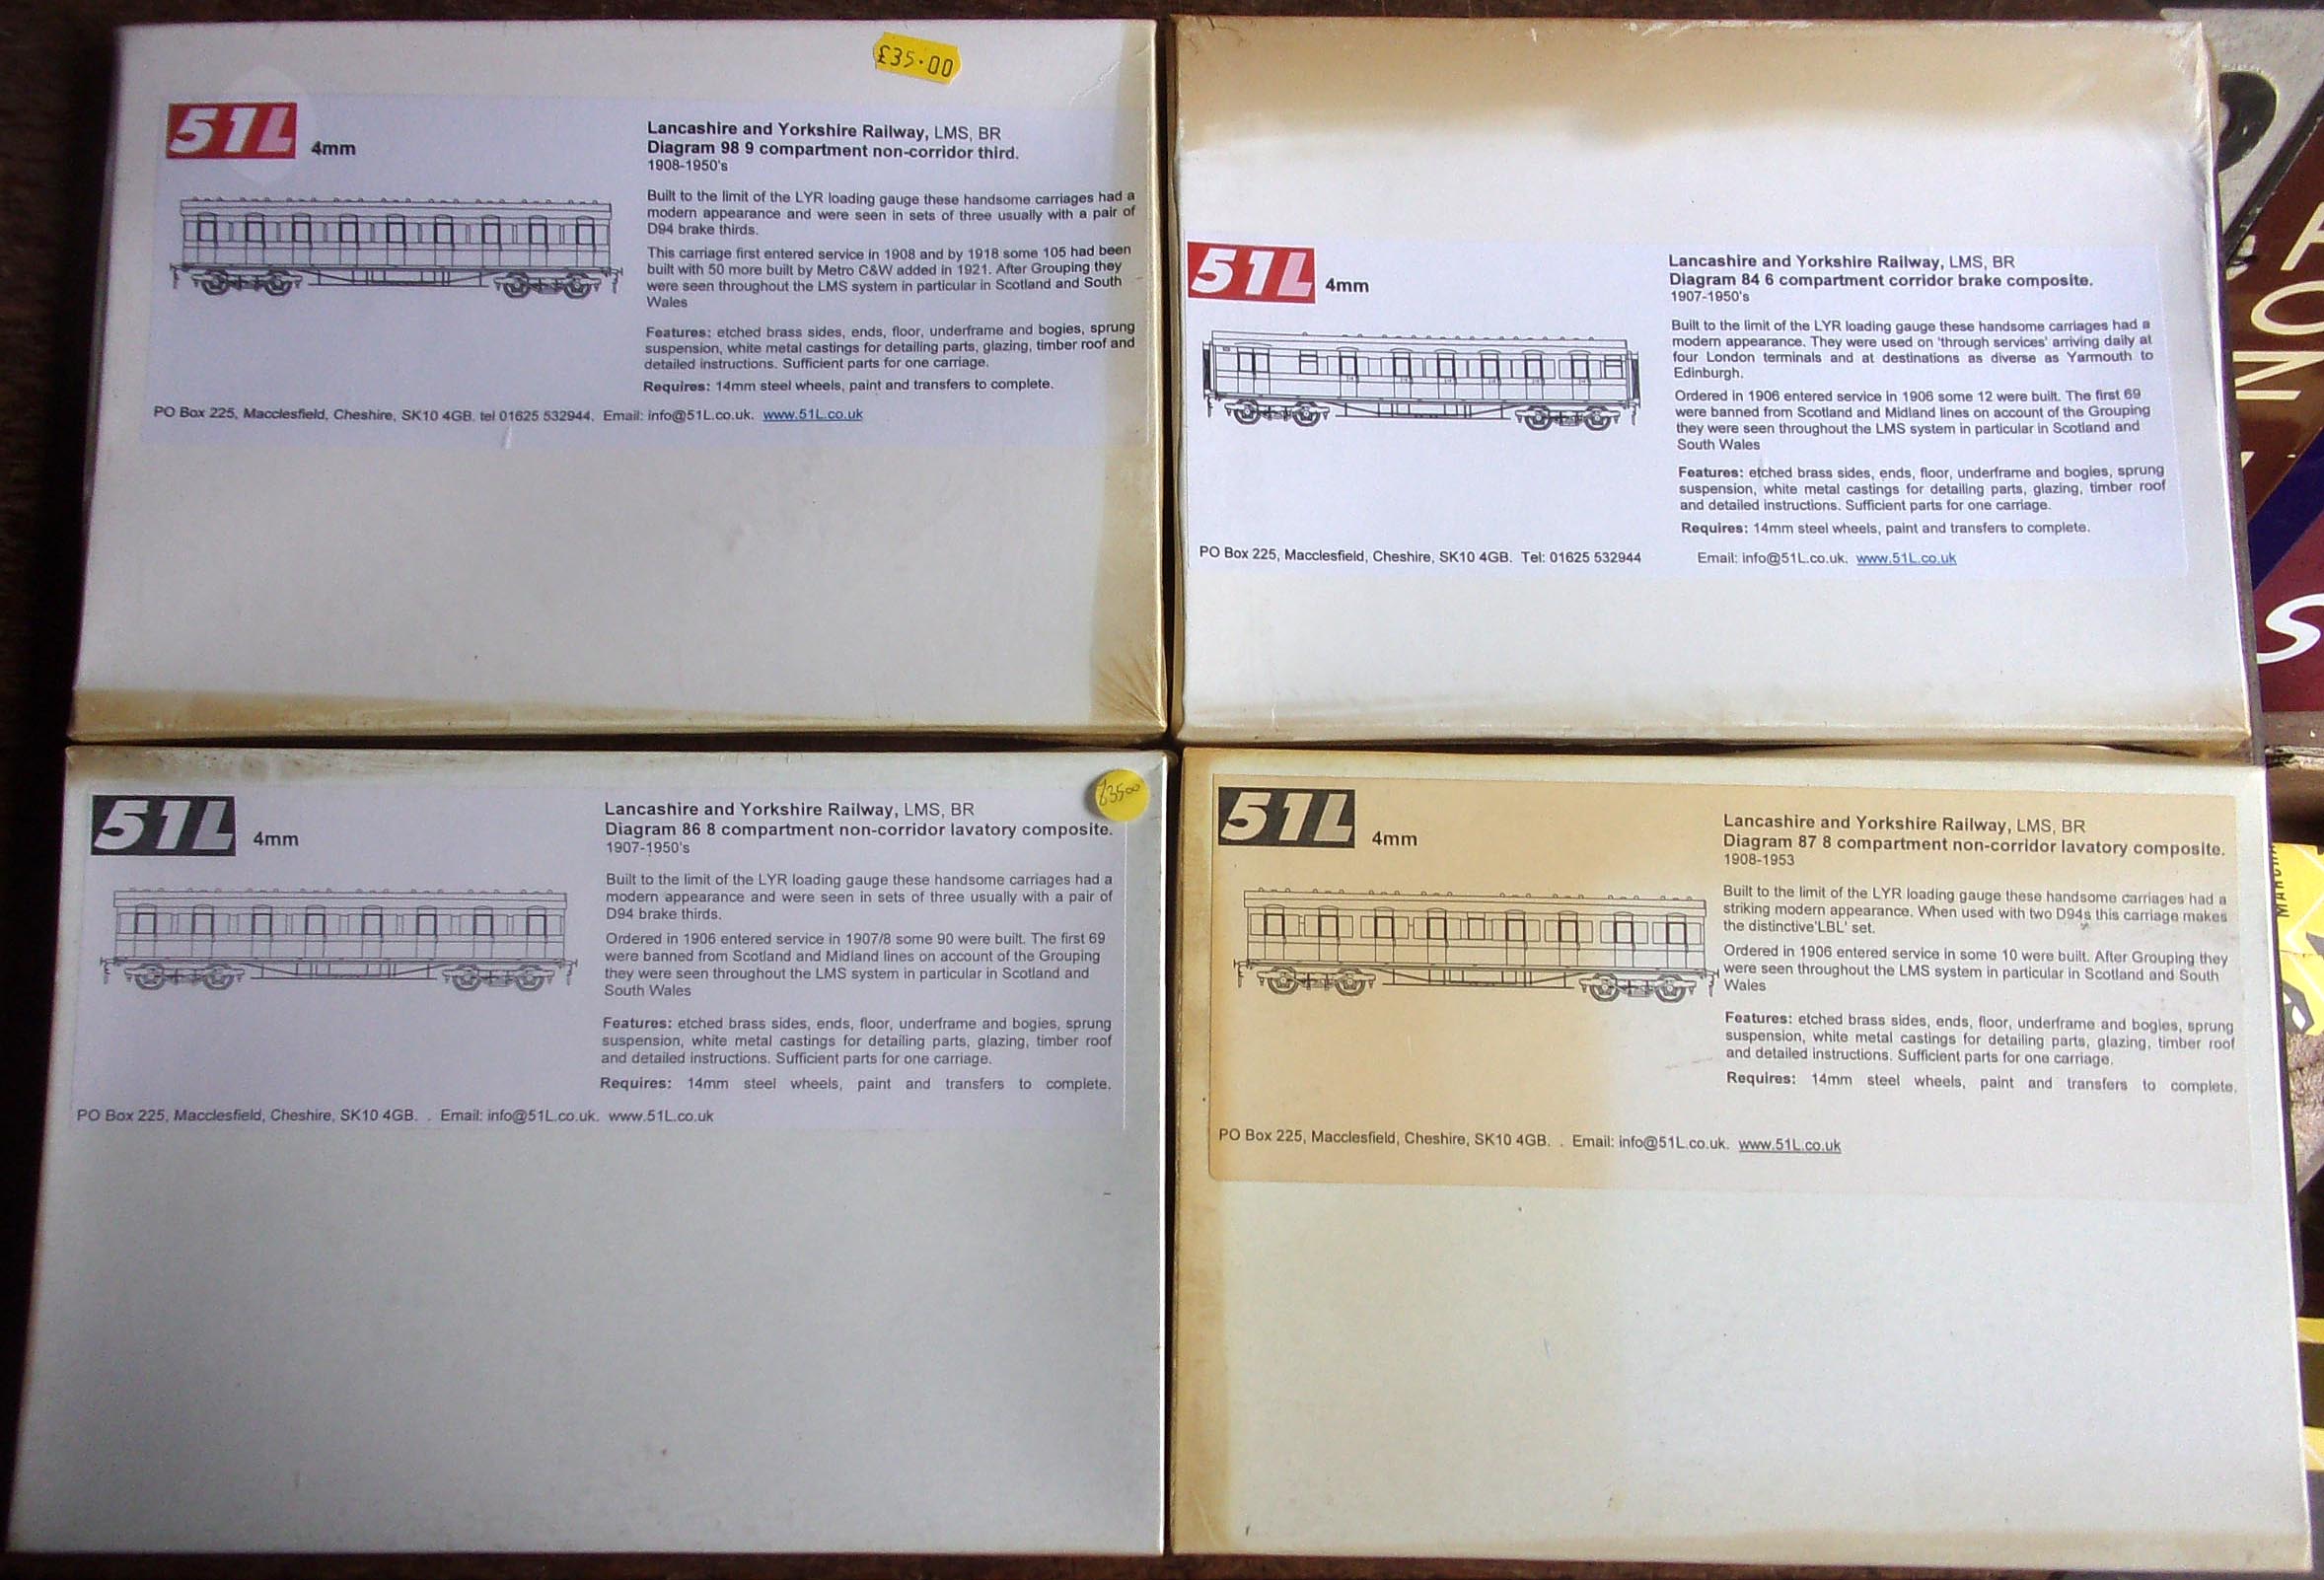 £35.00
51L 4mm
Lancashire and Yorkshire Railway, LMS, BR
Diagram 98 9 compartment non-corridor third.
1908-1950's
Built to the limit of the LYR loading gauge these handsome carriages had a
modern appearance and were seen in sets of three usually with a pair of
D94 brake thirds.
This carriage first entered service in 1908 and by 1918 some 105 had been
built with 50 more built by Metro C&W added in 1921. After Grouping they
were seen throughout the LMS system in particular in Scotland and South
Wales
Features: etched brass sides, ends, floor, underframe and bogies, sprung
suspension, white metal castings for detailing parts, glazing, timber roof and
detailed instructions. Sufficient parts for one carriage.
Requires: 14mm steel wheels, paint and transfers to complete.
PO Box 225, Macclesfield, Cheshire, SK10 4GB. tel 01625 532944. Email: info@51L.co.uk. www.51L.co.uk
51L 4mm
Lancashire and Yorkshire Railway, LMS, BR
Diagram 84 6 compartment corridor brake composite.
1907-1950's
Built to the limit of the LYR loading gauge these handsome carriages had a
modern appearance. They were used on 'through services' arriving daily at
four London terminals and at destinations as diverse as Yarmouth to
Edinburgh.
Ordered in 1906 entered service in 1906 some 12 were built. The first 69
were banned from Scotland and Midland lines on account of the Grouping
they were seen throughout the LMS system in particular in Scotland and
South Wales
Features: etched brass sides, ends, floor, underframe and bogies, sprung
suspension, white metal castings for detailing parts, glazing, timber roof
and detailed instructions. Sufficient parts for one carriage.
Requires: 14mm steel wheels, paint and transfers to complete.
PO Box 225, Macclesfield, Cheshire, SK10 4GB. Tel: 01625 532944 Email: info@51L.co.uk. www.51L.co.uk
£3500
51L 4mm
Lancashire and Yorkshire Railway, LMS, BR
Diagram 86 8 compartment non-corridor lavatory composite.
1907-1950's
Built to the limit of the LYR loading gauge these handsome carriages had a
modern appearance and were seen in sets of three usually with a pair of
D94 brake thirds.
Ordered in 1906 entered service in 1907/8 some 90 were built. The first 69
were banned from Scotland and Midland lines on account of the Grouping
they were seen throughout the LMS system in particular in Scotland and
South Wales
Features: etched brass sides, ends, floor, underframe and bogies, sprung
suspension, white metal castings for detailing parts, glazing, timber roof
and detailed instructions. Sufficient parts for one carriage.
Requires: 14mm steel wheels, paint and transfers to complete.
PO Box 225, Macclesfield, Cheshire, SK10 4GB. . Email: info@51L.co.uk. www.51L.co.uk
51L 4mm
Lancashire and Yorkshire Railway, LMS, BR
Diagram 87 8 compartment non-corridor lavatory composite.
1908-1953
Built to the limit of the LYR loading gauge these handsome carriages had a
striking modern appearance. When used with two D94s this carriage makes
the distinctive'LBL' set.
Ordered in 1906 entered service in some 10 were built. After Grouping they
were seen throughout the LMS system in particular in Scotland and South
Wales
Features: etched brass sides, ends, floor, underframe and bogies, sprung
suspension, white metal castings for detailing parts, glazing, timber roof
and detailed instructions. Sufficient parts for one carriage.
Requires: 14mm steel wheels, paint and transfers to complete.
PO Box 225, Macclesfield, Cheshire, SK10 4GB. . Email: info@51L.co.uk. www.51L.co.uk